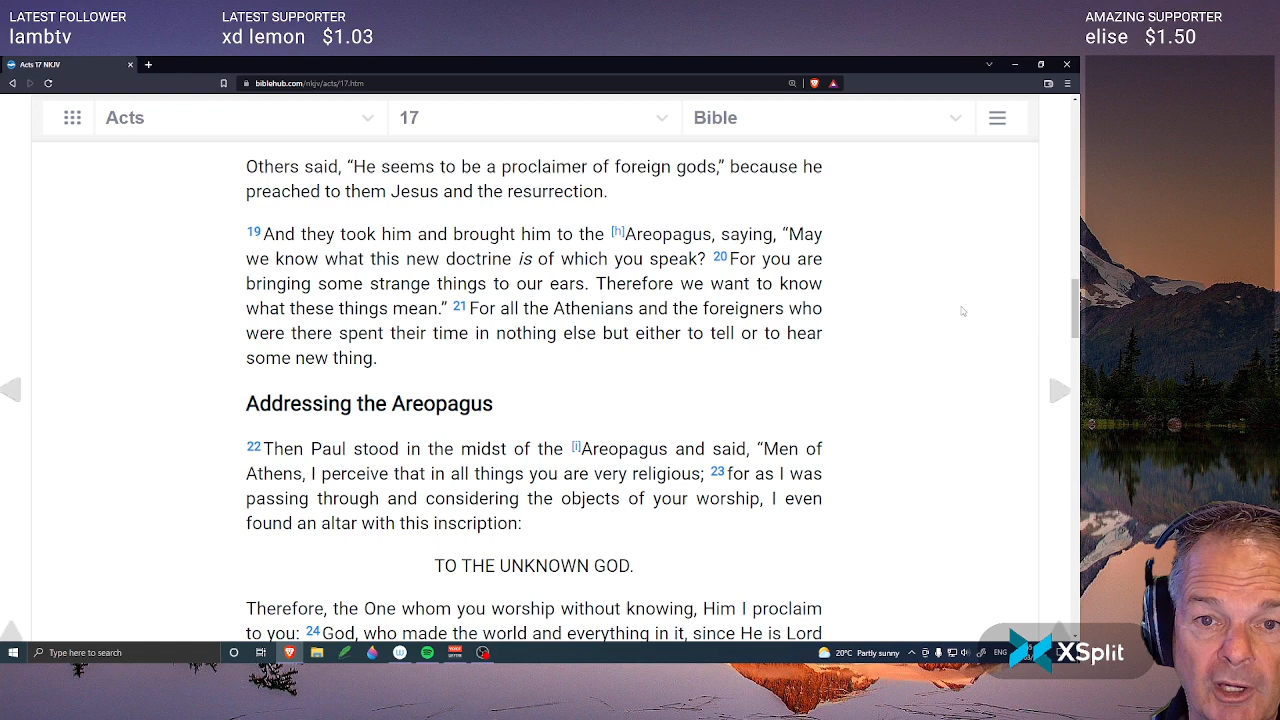 LATEST FOLLOWER
lambtv
LATEST SUPPORTER
xd lemon $1.03
AMAZING SUPPORTER
elise $1.50
Acts 17 NKJV
biblehub.com/nkjv/acts/17.htm
Acts
17
Bible
Others said, “He seems to be a proclaimer of foreign gods,” because he
preached to them Jesus and the resurrection.
19 And they took him and brought him to the [h]Areopagus, saying, “May
we know what this new doctrine is of which you speak? 20 For you are
bringing some strange things to our ears. Therefore we want to know
what these things mean.” 21 For all the Athenians and the foreigners who
were there spent their time in nothing else but either to tell or to hear
some new thing.
Addressing the Areopagus
22 Then Paul stood in the midst of the [i]Areopagus and said, “Men of
Athens, I perceive that in all things you are very religious; 23 for as I was
passing through and considering the objects of your worship, I even
found an altar with this inscription:
TO THE UNKNOWN GOD.
Therefore, the One whom you worship without knowing, Him I proclaim
to you: 24 God, who made the world and everything in it, since He is Lord
Type here to search
20°C Partly sunny
ENG
XSplit